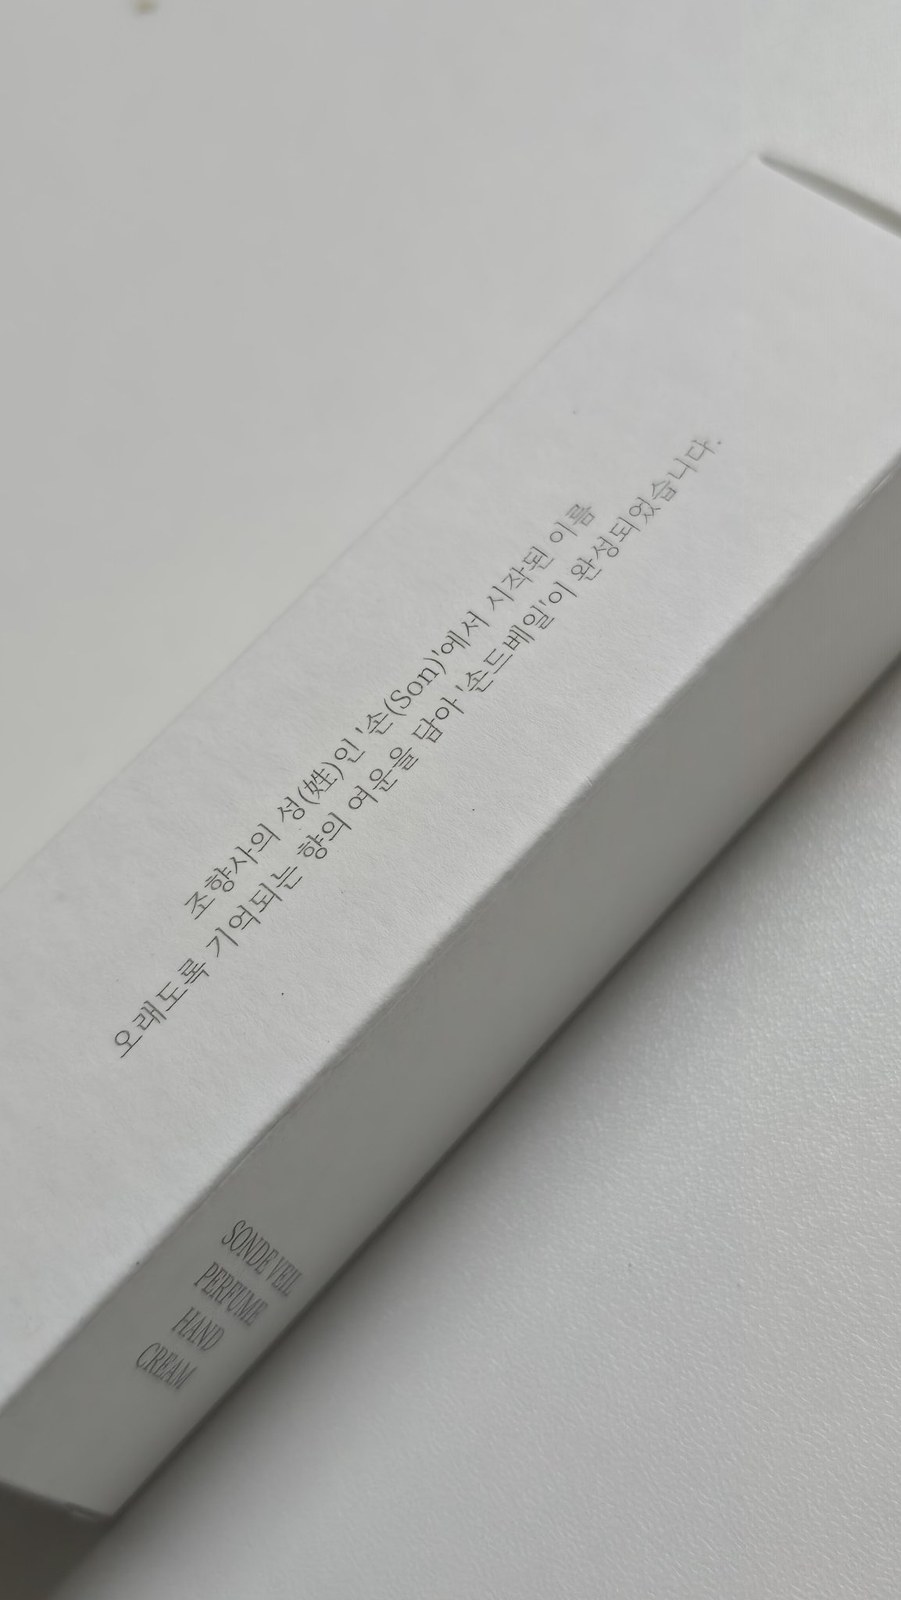 조향사의 성(姓)인 '손(Son)'에서 시작된 이름
오래도록 기억되는 향의 여운을 담아 '손드베일'이 완성되었습니다.
SONDE VEIL
PERFUME
HAND
CREAM